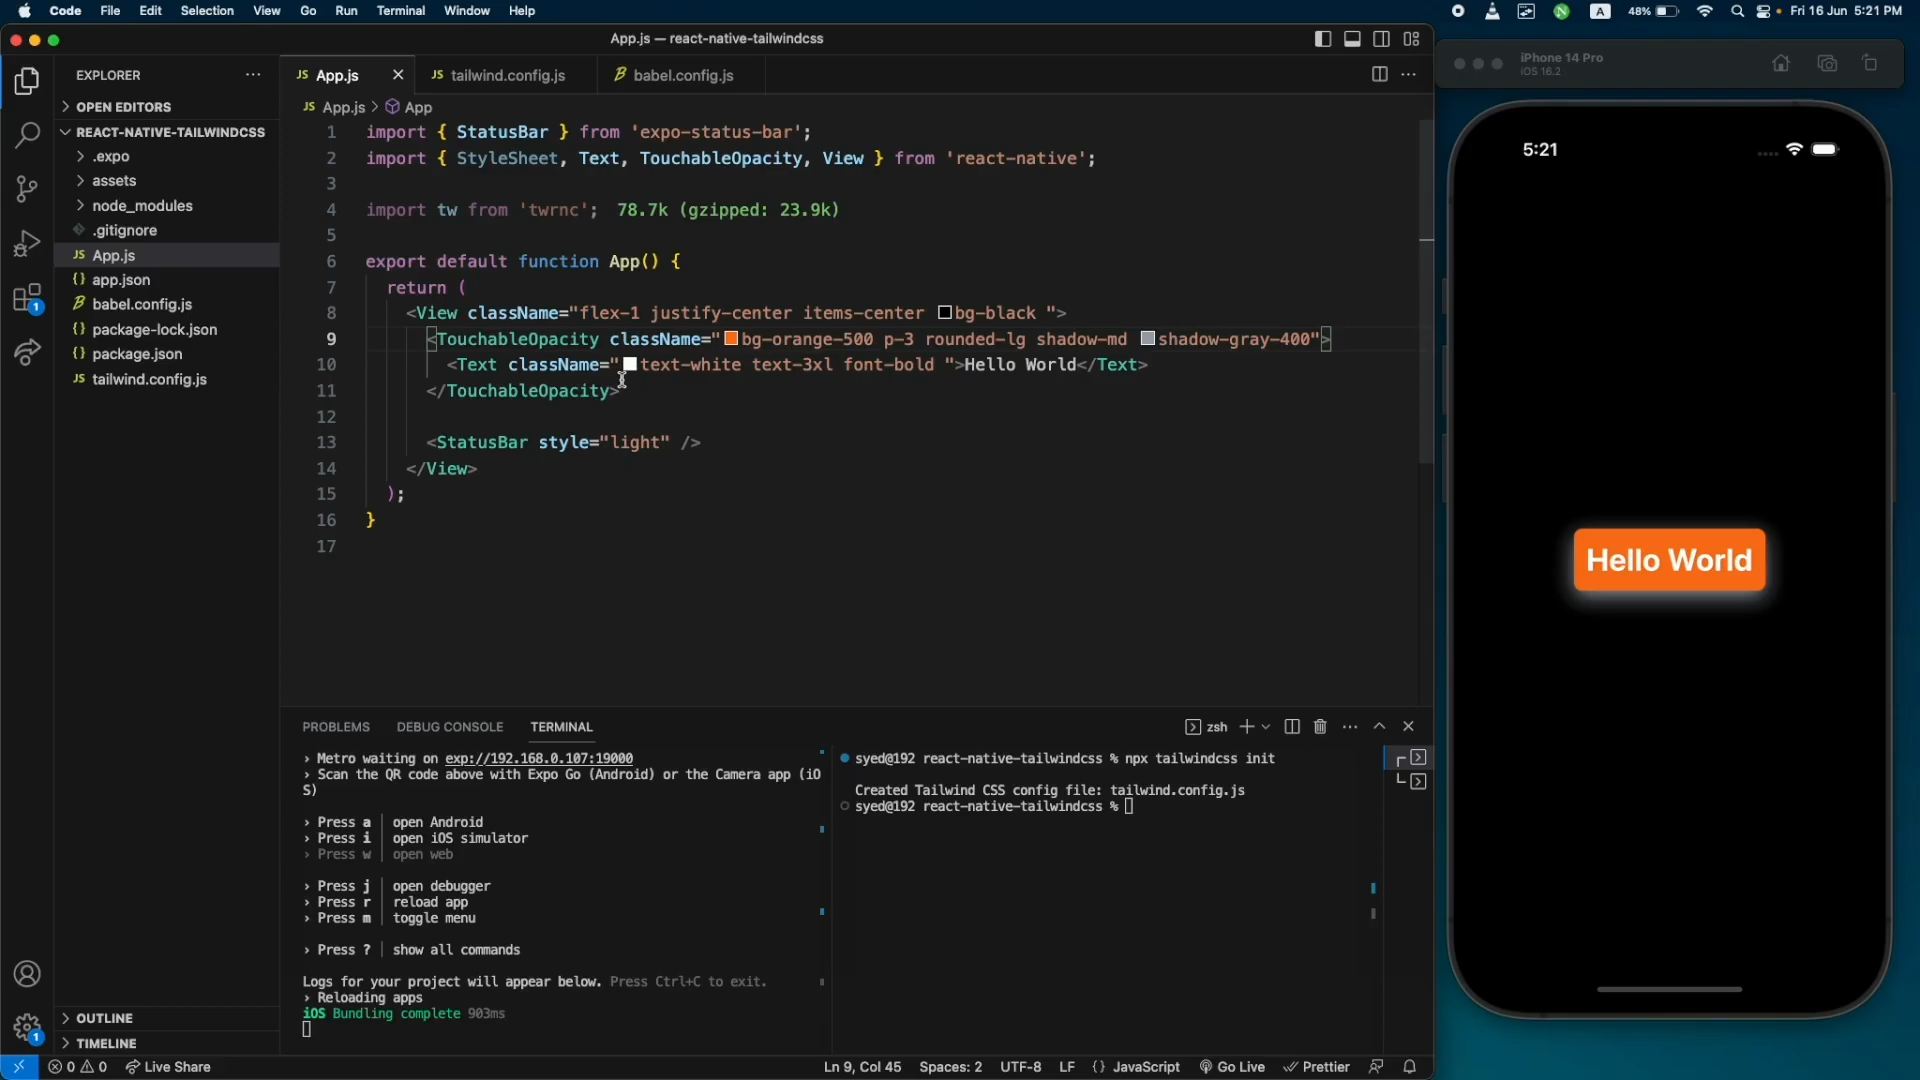 Code File Edit Selection View Go Run Terminal Window Help
A 48% Fri 16 Jun 5:21 PM
App.js — react-native-tailwindcss
EXPLORER
OPEN EDITORS
REACT-NATIVE-TAILWINDCSS
.expo
assets
node_modules
.gitignore
JS App.js
{} app.json
babel.config.js
{} package-lock.json
{} package.json
JS tailwind.config.js
OUTLINE
TIMELINE
JS App.js
JS tailwind.config.js
babel.config.js
JS App.js > App
1 import { StatusBar } from 'expo-status-bar';
2 import { StyleSheet, Text, TouchableOpacity, View } from 'react-native';
3
4 import tw from 'twrnc'; 78.7k (gzipped: 23.9k)
5
6 export default function App() {
7 return (
8 <View className="flex-1 justify-center items-center bg-black ">
9 <TouchableOpacity className="bg-orange-500 p-3 rounded-lg shadow-md shadow-gray-400">
10 <Text className="text-white text-3xl font-bold ">Hello World</Text>
11 </TouchableOpacity>
12
13 <StatusBar style="light" />
14 </View>
15 );
16 }
17
PROBLEMS DEBUG CONSOLE TERMINAL
zsh
› Metro waiting on exp://192.168.0.107:19000
› Scan the QR code above with Expo Go (Android) or the Camera app (iO
S)
› Press a │ open Android
› Press i │ open iOS simulator
› Press w │ open web
› Press j │ open debugger
› Press r │ reload app
› Press m │ toggle menu
› Press ? │ show all commands
Logs for your project will appear below. Press Ctrl+C to exit.
› Reloading apps
iOS Bundling complete 903ms
syed@192 react-native-tailwindcss % npx tailwindcss init
Created Tailwind CSS config file: tailwind.config.js
syed@192 react-native-tailwindcss %
1
1
0 0 Live Share
Ln 9, Col 45 Spaces: 2 UTF-8 LF {} JavaScript Go Live Prettier
iPhone 14 Pro
iOS 16.2
5:21
Hello World